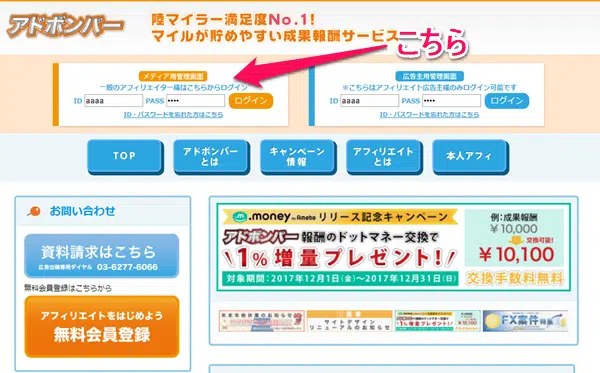 アドボンバー
陸マイラー満足度No.1!
マイルが貯めやすい成果報酬サービス
こちら
メディア用管理画面
一般のアフィリエイター様はこちらからログイン
ID aaaa PASS •••• ログイン
ID・パスワードを忘れた方はこちら
広告主用管理画面
※こちらはアフィリエイト広告主様のみログイン可能です
ID aaaa PASS •••• ログイン
ID・パスワードを忘れた方はこちら
TOP
アドボンバー
とは
キャンペーン
情報
アフィリエイト
とは
本人アフィ
お問い合わせ
資料請求はこちら
広告出稿専用ダイヤル 03-6277-6066
無料会員登録はこちらから
アフィリエイトをはじめよう
無料会員登録
.money by Ameba リリース記念キャンペーン
アドボンバー 報酬のドットマネー交換で
1%増量プレゼント!
対象期間:2017年12月1日(金)~2017年12月31日(日)
例:成果報酬
¥10,000
交換可能!
¥10,100
交換手数料無料
サイトデザイン
リニューアルのお知らせ
FX案件特集